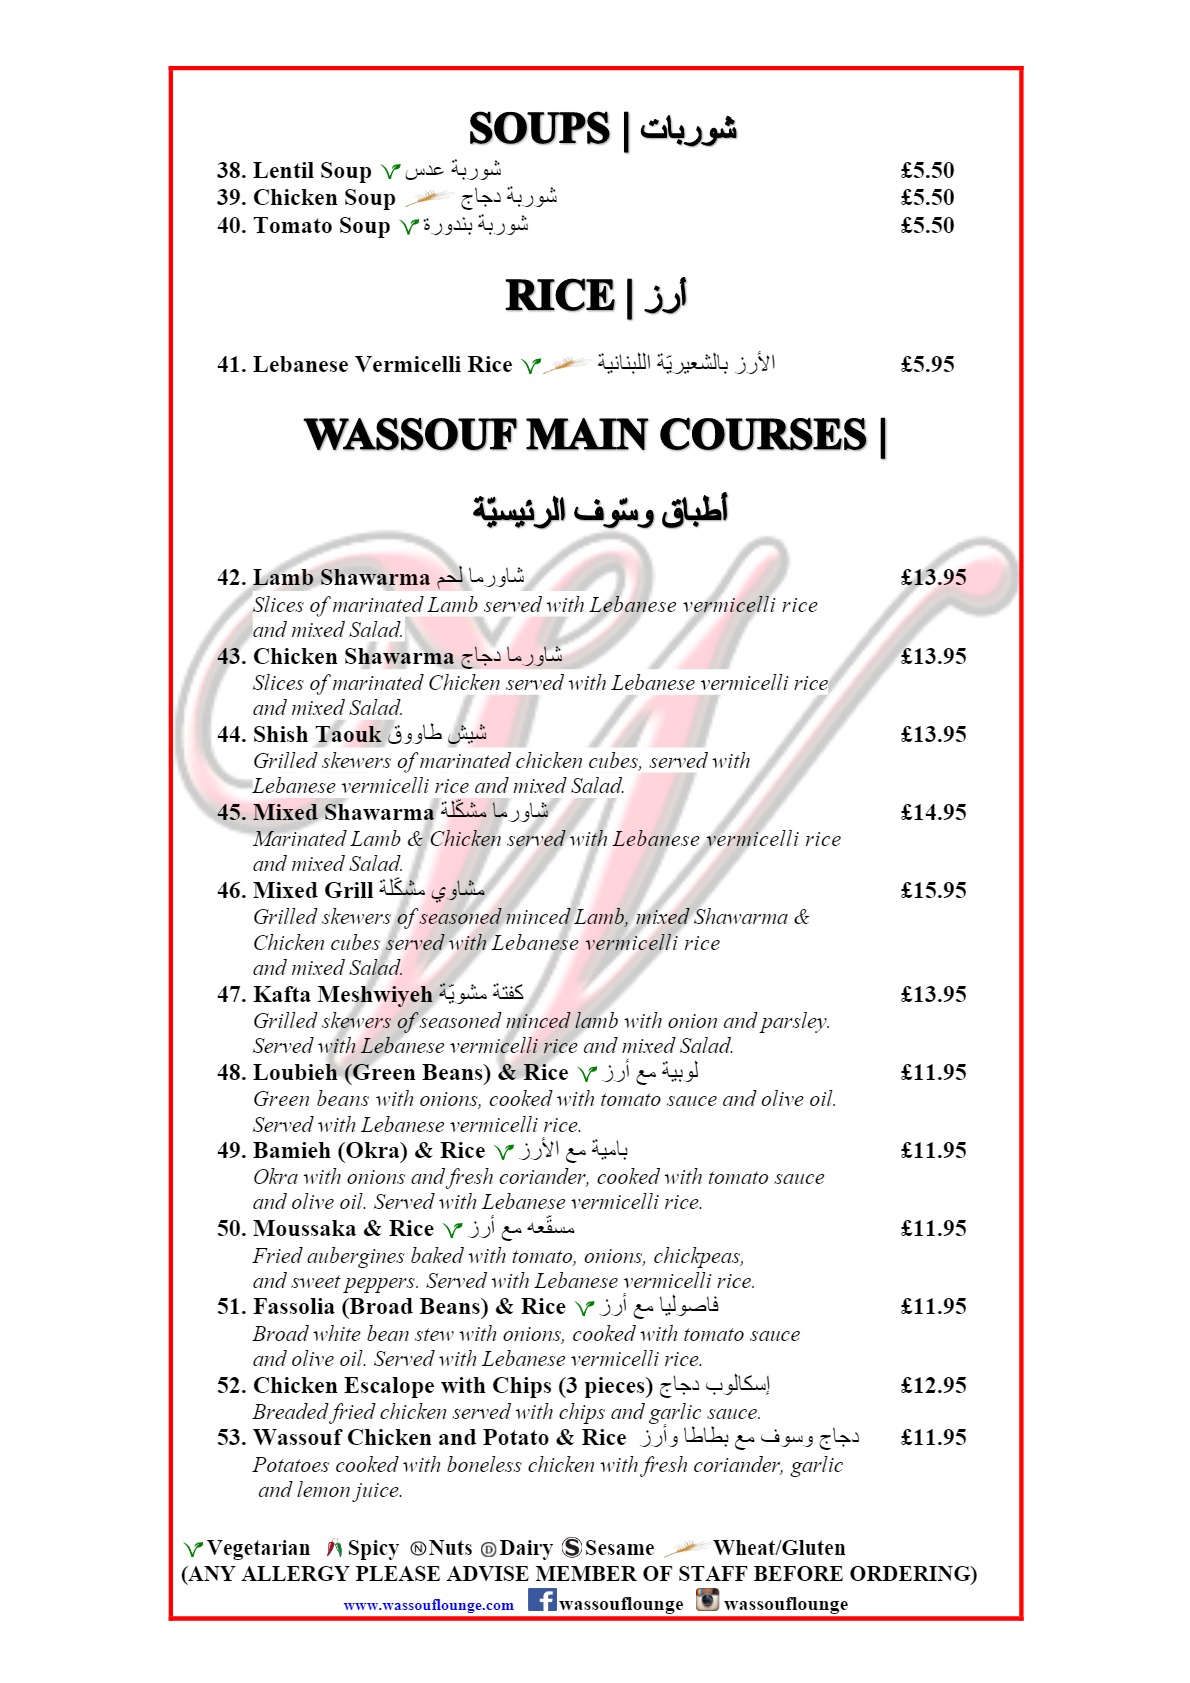 SOUPS | شوربات
38. Lentil Soup شوربة عدس £5.50
39. Chicken Soup شوربة دجاج £5.50
40. Tomato Soup شوربة بندورة £5.50
RICE | أرز
41. Lebanese Vermicelli Rice الأرز بالشعيريّة اللبنانية £5.95
WASSOUF MAIN COURSES |
أطباق وسّوف الرئيسيّة
42. Lamb Shawarma شاورما لحم £13.95
Slices of marinated Lamb served with Lebanese vermicelli rice
and mixed Salad.
43. Chicken Shawarma شاورما دجاج £13.95
Slices of marinated Chicken served with Lebanese vermicelli rice
and mixed Salad.
44. Shish Taouk شيش طاووق £13.95
Grilled skewers of marinated chicken cubes, served with
Lebanese vermicelli rice and mixed Salad.
45. Mixed Shawarma شاورما مشكّلة £14.95
Marinated Lamb & Chicken served with Lebanese vermicelli rice
and mixed Salad.
46. Mixed Grill مشاوي مشكّلة £15.95
Grilled skewers of seasoned minced Lamb, mixed Shawarma &
Chicken cubes served with Lebanese vermicelli rice
and mixed Salad.
47. Kafta Meshwiyeh كفتة مشويّة £13.95
Grilled skewers of seasoned minced lamb with onion and parsley.
Served with Lebanese vermicelli rice and mixed Salad.
48. Loubieh (Green Beans) & Rice لوبية مع أرز £11.95
Green beans with onions, cooked with tomato sauce and olive oil.
Served with Lebanese vermicelli rice.
49. Bamieh (Okra) & Rice بامية مع الأرز £11.95
Okra with onions and fresh coriander, cooked with tomato sauce
and olive oil. Served with Lebanese vermicelli rice.
50. Moussaka & Rice مسقّعه مع أرز £11.95
Fried aubergines baked with tomato, onions, chickpeas,
and sweet peppers. Served with Lebanese vermicelli rice.
51. Fassolia (Broad Beans) & Rice فاصوليا مع أرز £11.95
Broad white bean stew with onions, cooked with tomato sauce
and olive oil. Served with Lebanese vermicelli rice.
52. Chicken Escalope with Chips (3 pieces) إسكالوب دجاج £12.95
Breaded fried chicken served with chips and garlic sauce.
53. Wassouf Chicken and Potato & Rice دجاج وسوف مع بطاطا وأرز £11.95
Potatoes cooked with boneless chicken with fresh coriander, garlic
and lemon juice.
Vegetarian Spicy N Nuts D Dairy S Sesame Wheat/Gluten
(ANY ALLERGY PLEASE ADVISE MEMBER OF STAFF BEFORE ORDERING)
www.wassouflounge.com f wassouflounge wassouflounge